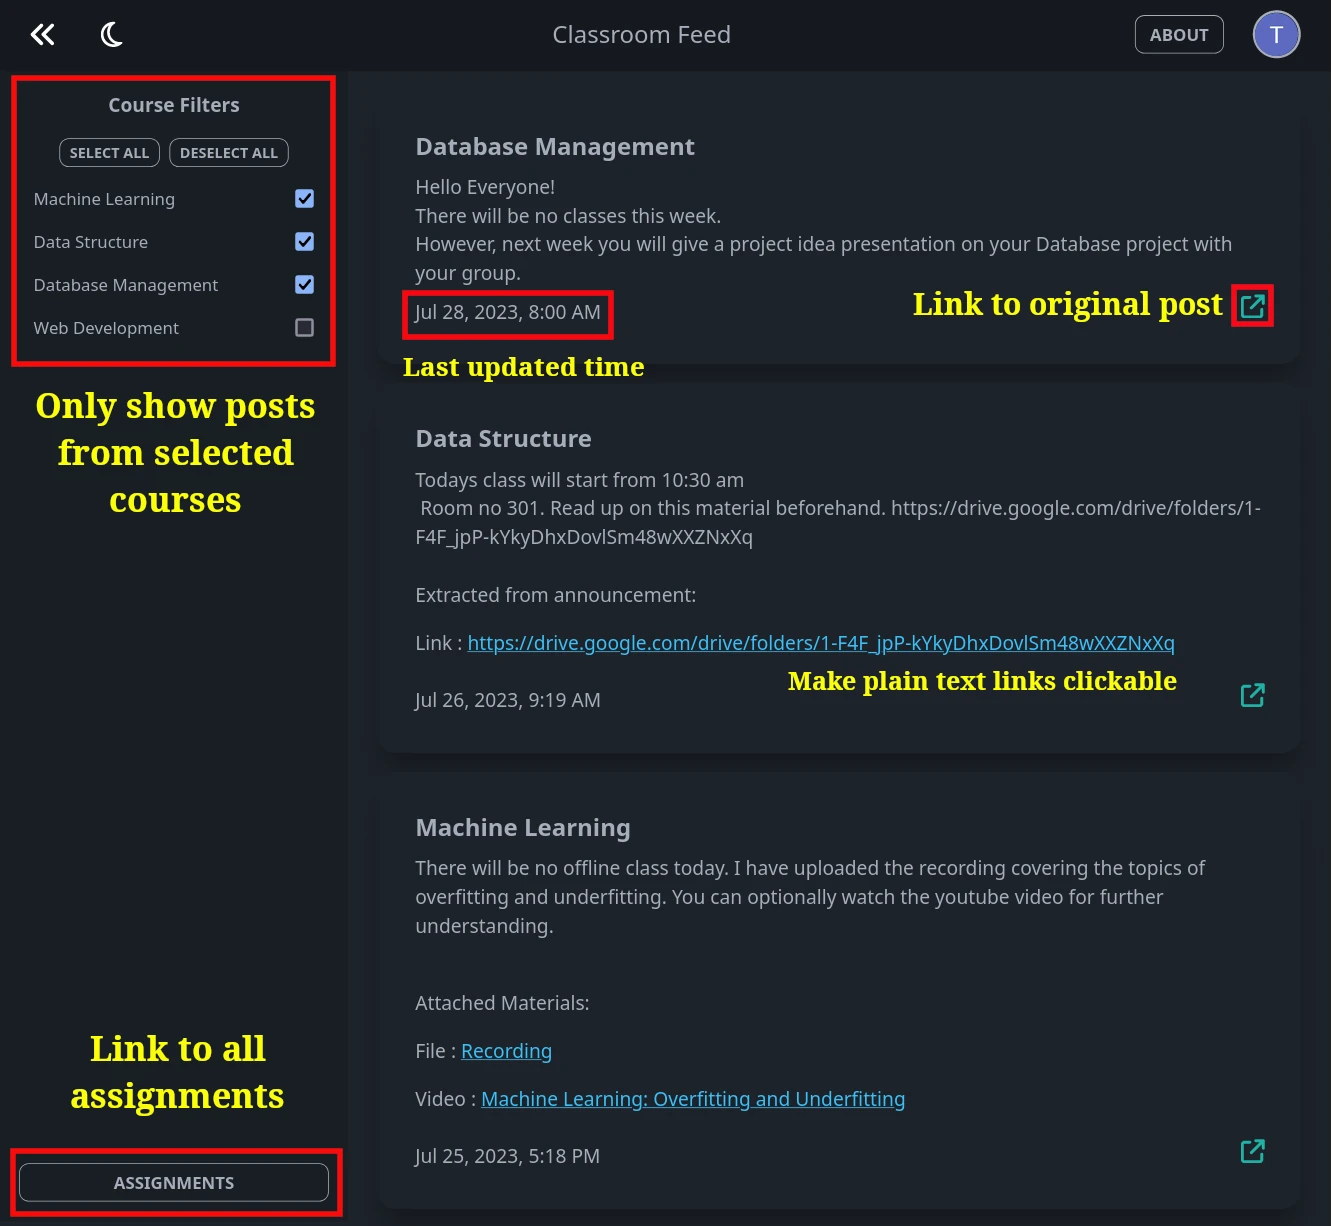 Classroom Feed
ABOUT
T
Course Filters
SELECT ALL
DESELECT ALL
Machine Learning
Data Structure
Database Management
Web Development
Only show posts
from selected
courses
Link to all
assignments
ASSIGNMENTS
Database Management
Hello Everyone!
There will be no classes this week.
However, next week you will give a project idea presentation on your Database project with
your group.
Jul 28, 2023, 8:00 AM
Link to original post
Last updated time
Data Structure
Todays class will start from 10:30 am
Room no 301. Read up on this material beforehand. https://drive.google.com/drive/folders/1-
F4F_jpP-kYkyDhxDovlSm48wXXZNxXq
Extracted from announcement:
Link : https://drive.google.com/drive/folders/1-F4F_jpP-kYkyDhxDovlSm48wXXZNxXq
Make plain text links clickable
Jul 26, 2023, 9:19 AM
Machine Learning
There will be no offline class today. I have uploaded the recording covering the topics of
overfitting and underfitting. You can optionally watch the youtube video for further
understanding.
Attached Materials:
File : Recording
Video : Machine Learning: Overfitting and Underfitting
Jul 25, 2023, 5:18 PM